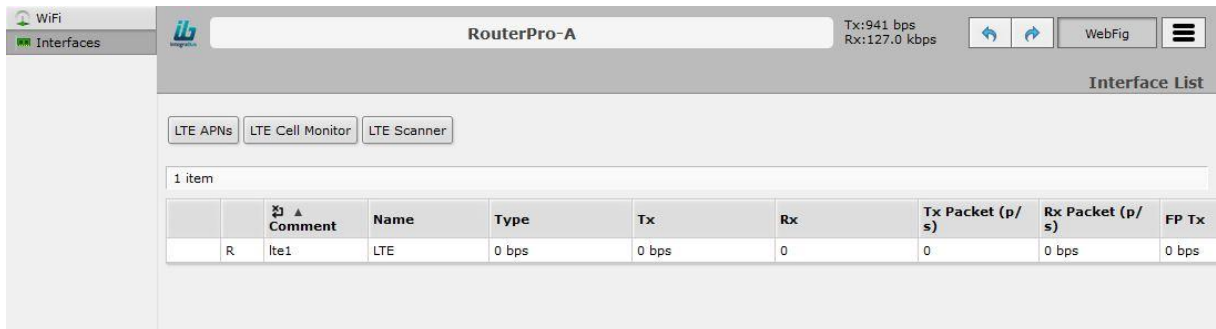 WiFi
Interfaces
RouterPro-A
Tx:941 bps
Rx:127.0 kbps
WebFig
Interface List
LTE APNs LTE Cell Monitor LTE Scanner
1 item
▲ Comment Name Type Tx Rx Tx Packet (p/s) Rx Packet (p/s) FP Tx
R lte1 LTE 0 bps 0 bps 0 0 0 bps 0 bps